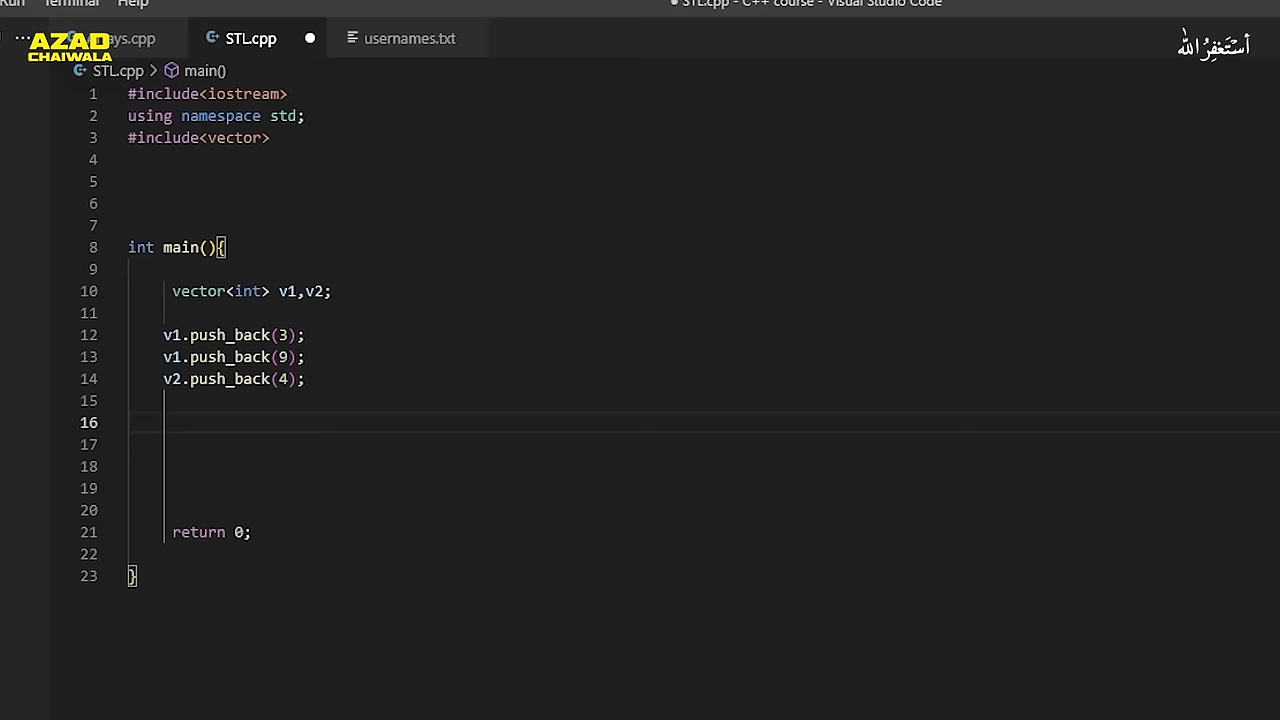 Run Terminal Help
STL.cpp - C++ course - Visual Studio Code
AZAD
CHAIWALA
STL.cpp
usernames.txt
أستغفر الله
STL.cpp > main()
1 #include<iostream>
2 using namespace std;
3 #include<vector>
4
5
6
7
8 int main(){
9
10 vector<int> v1,v2;
11
12 v1.push_back(3);
13 v1.push_back(9);
14 v2.push_back(4);
15
16
17
18
19
20
21 return 0;
22
23 }